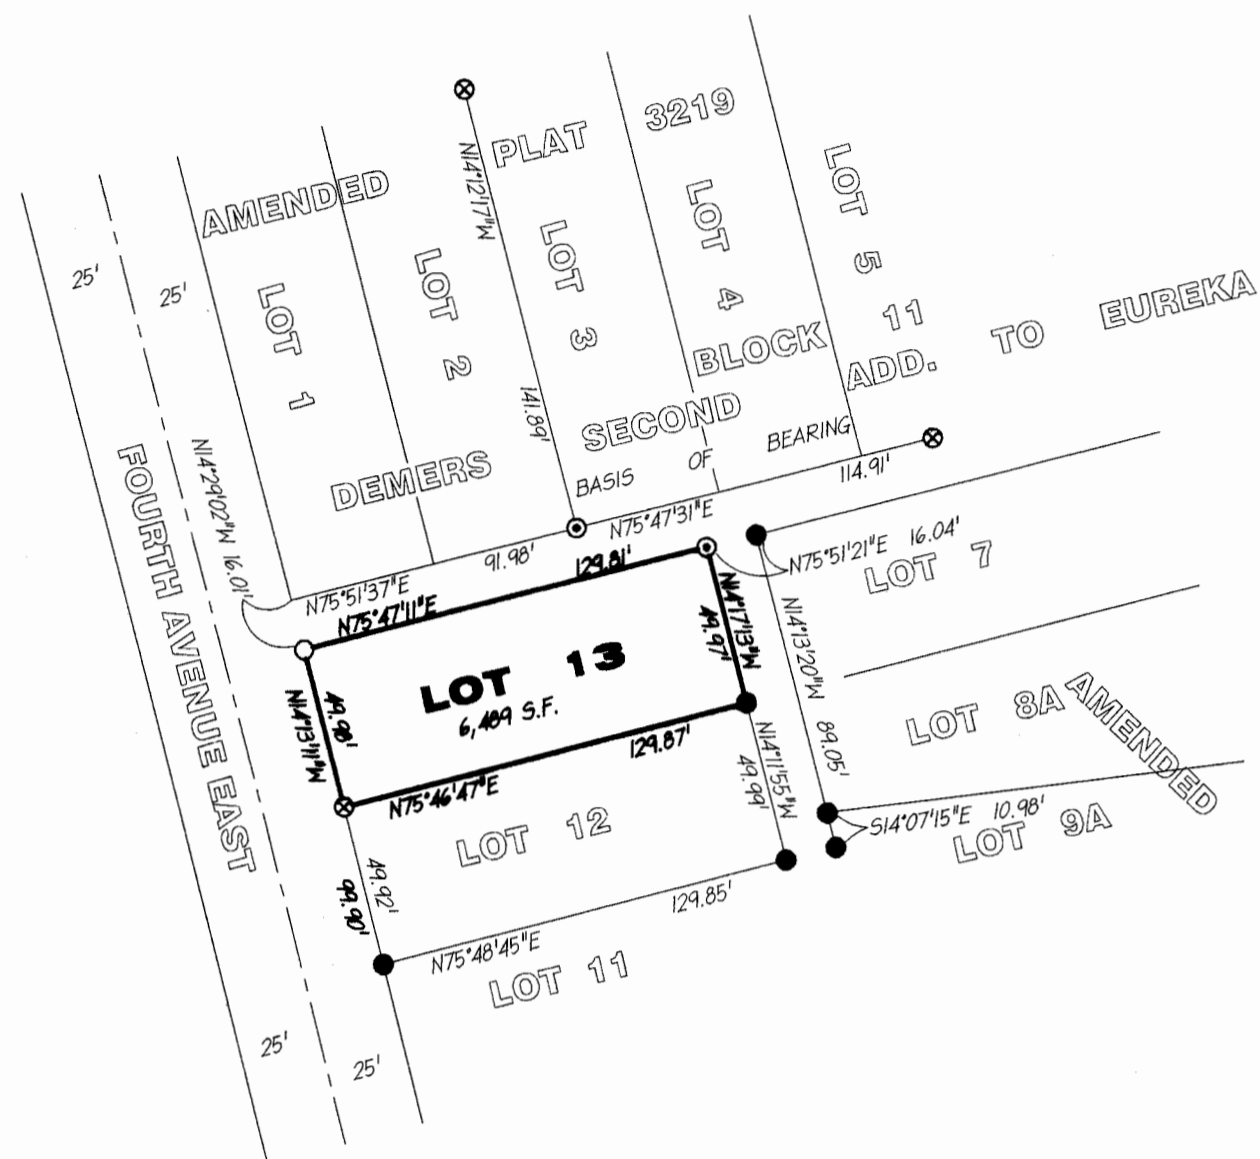 AMENDED PLAT 3219
LOT 1
LOT 2
LOT 3
LOT 4
LOT 5
BLOCK 11
DEMERS SECOND ADD. TO EUREKA
25'
25'
N14°12'17"W
141.89'
N14°29'02"W 16.01'
FOURTH AVENUE EAST
BASIS OF BEARING
N75°47'31"E
114.91'
N75°51'37"E
91.98'
N75°47'11"E
129.81'
N75°51'21"E 16.04'
LOT 7
N14°17'13"W
49.97'
N14°13'20"W 89.05'
LOT 13
6,489 S.F.
N14°13'11"W
49.98'
N75°46'47"E
129.87'
LOT 8A
AMENDED
N14°11'55"W
49.99'
S14°07'15"E 10.98'
LOT 9A
LOT 12
49.92'
99.90'
N75°48'45"E
129.85'
LOT 11
25'
25'